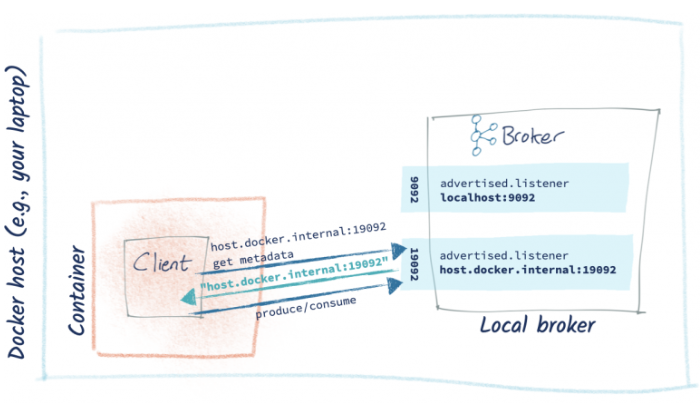 Docker host (e.g., your laptop)
Container
Client
host.docker.internal:19092
get metadata
"host.docker.internal:19092"
produce/consume
Broker
9092
advertised.listener
localhost:9092
19092
advertised.listener
host.docker.internal:19092
Local broker